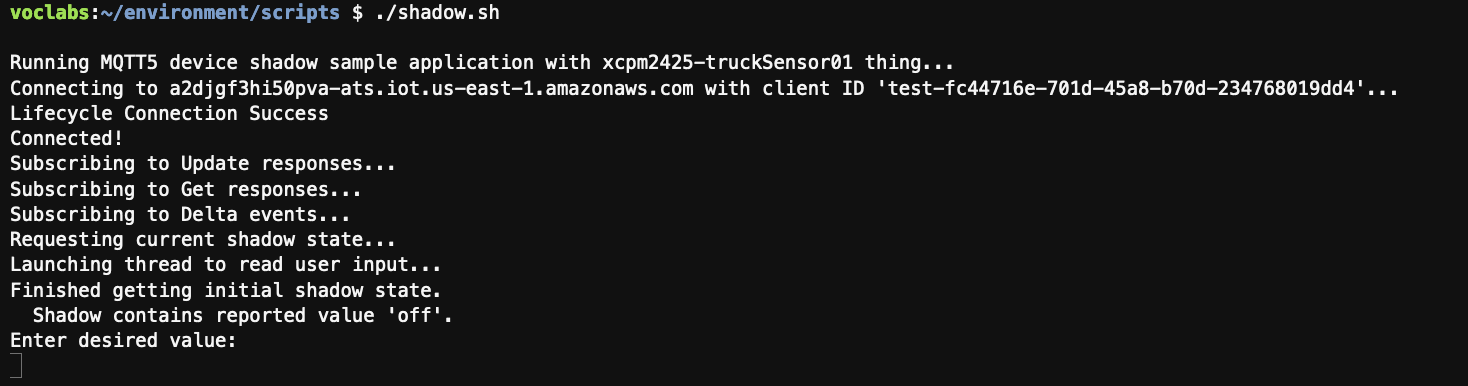 voclabs:~/environment/scripts $ ./shadow.sh
Running MQTT5 device shadow sample application with xcpm2425-truckSensor01 thing...
Connecting to a2djgf3hi50pva-ats.iot.us-east-1.amazonaws.com with client ID 'test-fc44716e-701d-45a8-b70d-234768019dd4'...
Lifecycle Connection Success
Connected!
Subscribing to Update responses...
Subscribing to Get responses...
Subscribing to Delta events...
Requesting current shadow state...
Launching thread to read user input...
Finished getting initial shadow state.
  Shadow contains reported value 'off'.
Enter desired value: